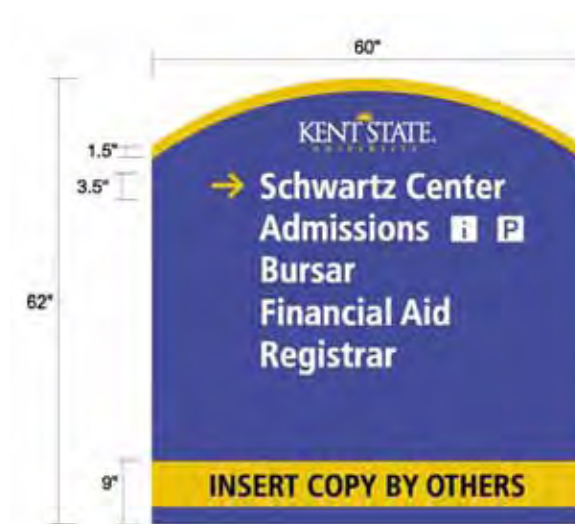 60"
KENT STATE.
UNIVERSITY
1.5"
3.5"
→ Schwartz Center
Admissions i P
Bursar
62"
Financial Aid
Registrar
9"
INSERT COPY BY OTHERS